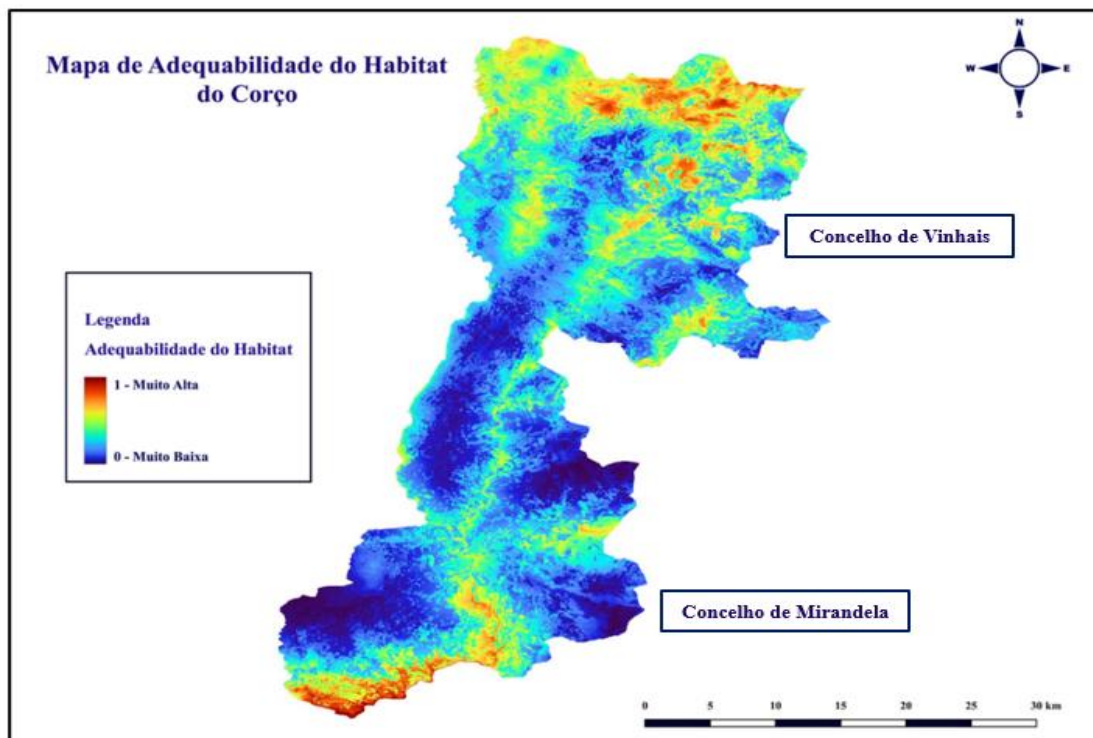 Mapa de Adequabilidade do Habitat
do Corço
N
W
E
S
Concelho de Vinhais
Legenda
Adequabilidade do Habitat
1 - Muito Alta
0 - Muito Baixa
Concelho de Mirandela
0 5 10 15 20 25 30 km